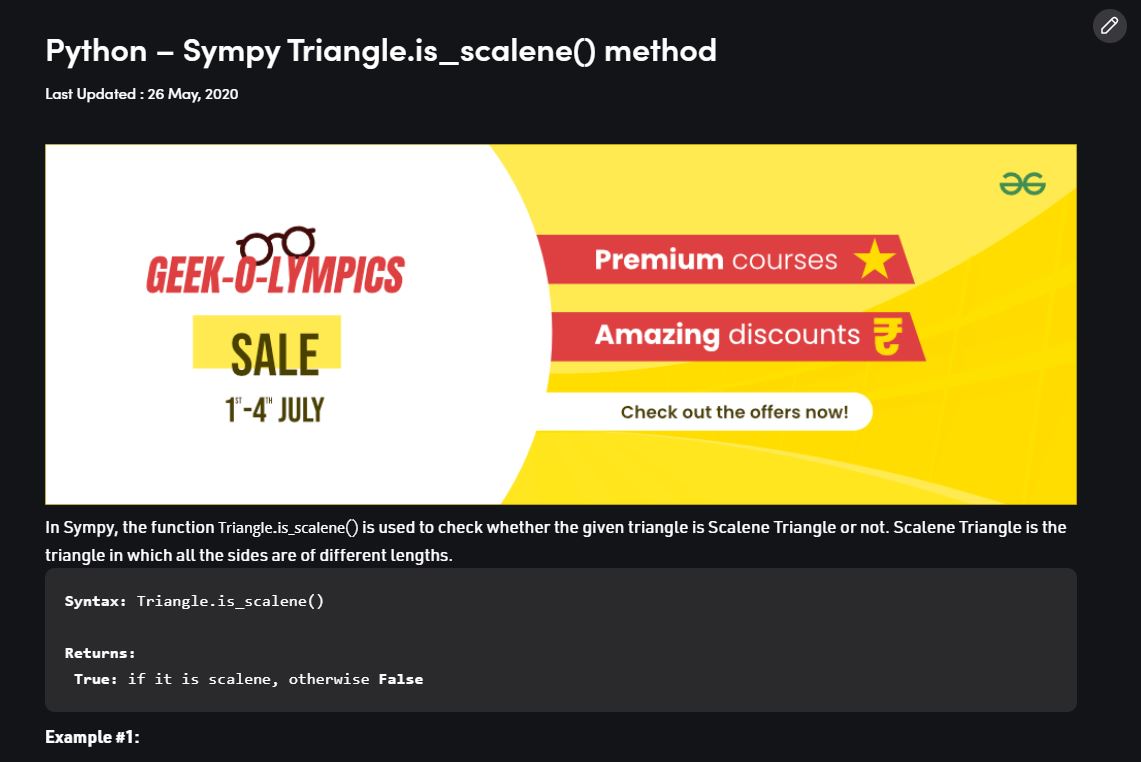 Python – Sympy Triangle.is_scalene() method
Last Updated : 26 May, 2020
GEEK-O-LYMPICS
SALE
1ST-4TH JULY
Premium courses
Amazing discounts
Check out the offers now!
In Sympy, the function Triangle.is_scalene() is used to check whether the given triangle is Scalene Triangle or not. Scalene Triangle is the
triangle in which all the sides are of different lengths.
Syntax: Triangle.is_scalene()
Returns:
True: if it is scalene, otherwise False
Example #1: